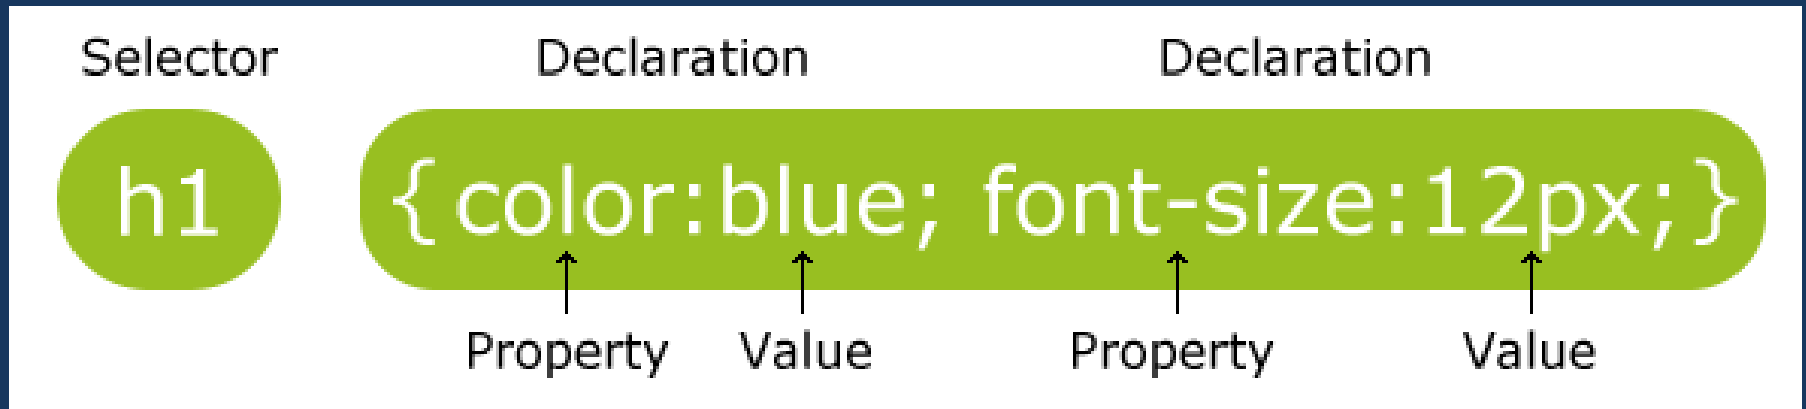 Selector Declaration Declaration
h1 {color:blue; font-size:12px;}
Property Value Property Value